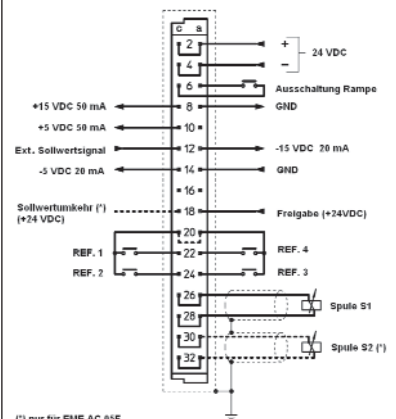 c a
2 + 24 VDC
4 −
6 Ausschaltung Rampe
+15 VDC 50 mA 8 GND
+5 VDC 50 mA 10
Ext. Sollwertsignal 12 -15 VDC 20 mA
-5 VDC 20 mA 14 GND
16
Sollwertumkehr (*)
(+24 VDC)
18 Freigabe (+24VDC)
20
REF. 1 22 REF. 4
REF. 2 24 REF. 3
26
Spule S1
28
30
Spule S2 (*)
32
(*) nur für EME AC 05F